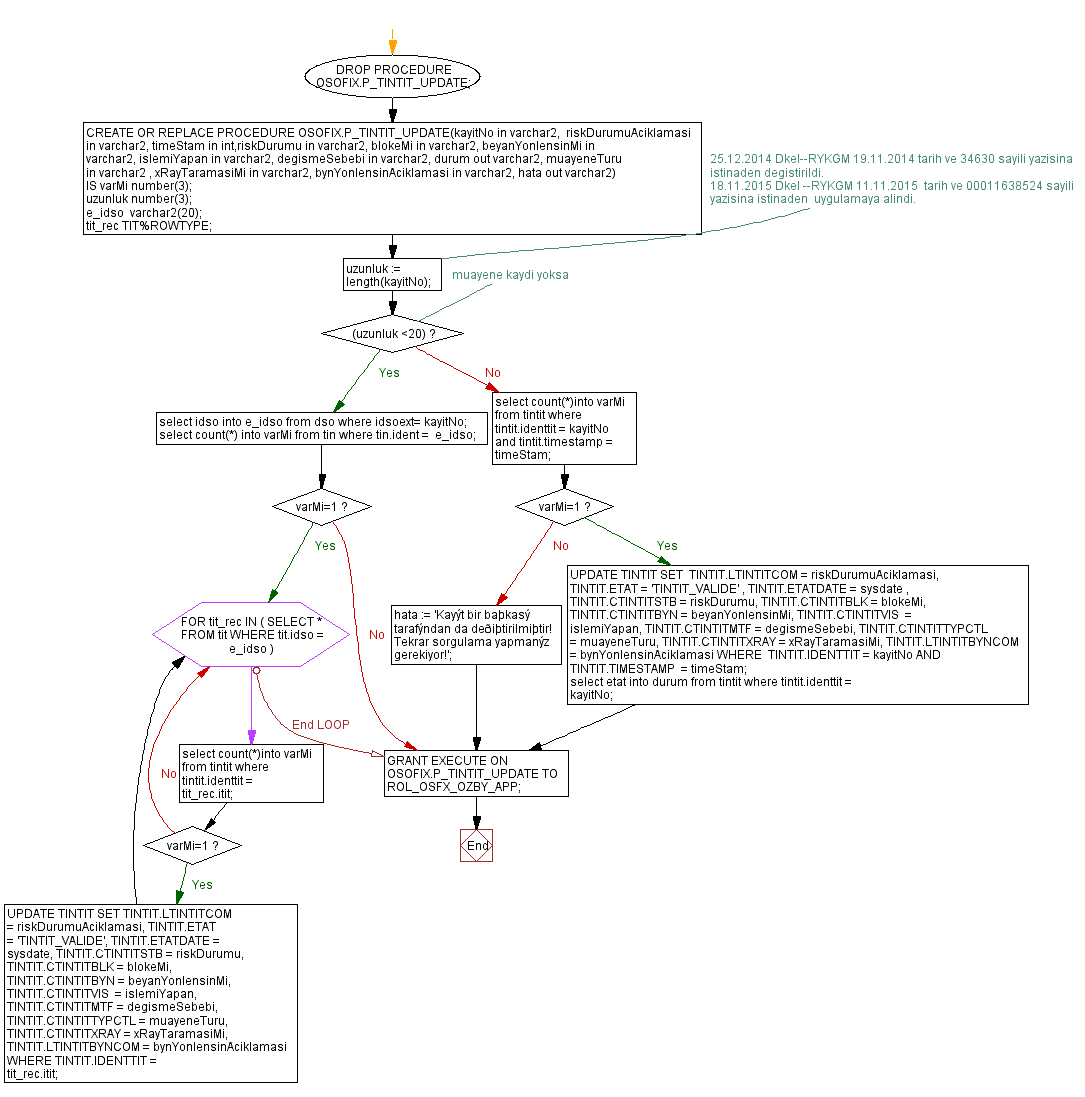 DROP PROCEDURE
OSOFIX.P_TINTIT_UPDATE;
CREATE OR REPLACE PROCEDURE OSOFIX.P_TINTIT_UPDATE(kayitNo in varchar2,  riskDurumuAciklamasi
in varchar2, timeStam in int,riskDurumu in varchar2, blokeMi in varchar2, beyanYonlensinMi in
varchar2, islemiYapan in varchar2, degismeSebebi in varchar2, durum out varchar2, muayeneTuru
in varchar2 , xRayTaramasiMi in varchar2, bynYonlensinAciklamasi in varchar2, hata out varchar2)
IS varMi number(3);
uzunluk number(3);
e_idso  varchar2(20);
tit_rec TIT%ROWTYPE;
25.12.2014 Dkel--RYKGM 19.11.2014 tarih ve 34630 sayili yazisina
istinaden degistirildi.
18.11.2015 Dkel --RYKGM 11.11.2015  tarih ve 00011638524 sayili
yazisina istinaden  uygulamaya alindi.
uzunluk :=
length(kayitNo);
muayene kaydi yoksa
(uzunluk <20) ?
Yes
No
select idso into e_idso from dso where idsoext= kayitNo;
select count(*) into varMi from tin where tin.ident =  e_idso;
select count(*)into varMi
from tintit where
tintit.identtit = kayitNo
and tintit.timestamp =
timeStam;
varMi=1 ?
varMi=1 ?
Yes
No
Yes
FOR tit_rec IN ( SELECT *
FROM tit WHERE tit.idso =
e_idso )
No
hata := 'Kayýt bir baþkasý
tarafýndan da deðiþtirilmiþtir!
Tekrar sorgulama yapmanýz
gerekiyor!';
UPDATE TINTIT SET  TINTIT.LTINTITCOM = riskDurumuAciklamasi,
TINTIT.ETAT = 'TINTIT_VALIDE' , TINTIT.ETATDATE = sysdate ,
TINTIT.CTINTITSTB = riskDurumu, TINTIT.CTINTITBLK = blokeMi,
TINTIT.CTINTITBYN = beyanYonlensinMi, TINTIT.CTINTITVIS  =
islemiYapan, TINTIT.CTINTITMTF = degismeSebebi, TINTIT.CTINTITTYPCTL
= muayeneTuru, TINTIT.CTINTITXRAY = xRayTaramasiMi, TINTIT.LTINTITBYNCOM
= bynYonlensinAciklamasi WHERE  TINTIT.IDENTTIT = kayitNo AND
TINTIT.TIMESTAMP  = timeStam;
select etat into durum from tintit where tintit.identtit =
kayitNo;
End LOOP
select count(*)into varMi
from tintit where
tintit.identtit =
tit_rec.itit;
GRANT EXECUTE ON
OSOFIX.P_TINTIT_UPDATE TO
ROL_OSFX_OZBY_APP;
No
varMi=1 ?
End
Yes
UPDATE TINTIT SET TINTIT.LTINTITCOM
= riskDurumuAciklamasi, TINTIT.ETAT
= 'TINTIT_VALIDE', TINTIT.ETATDATE =
sysdate, TINTIT.CTINTITSTB = riskDurumu,
TINTIT.CTINTITBLK = blokeMi,
TINTIT.CTINTITBYN = beyanYonlensinMi,
TINTIT.CTINTITVIS  = islemiYapan,
TINTIT.CTINTITMTF = degismeSebebi,
TINTIT.CTINTITTYPCTL = muayeneTuru,
TINTIT.CTINTITXRAY = xRayTaramasiMi,
TINTIT.LTINTITBYNCOM = bynYonlensinAciklamasi
WHERE TINTIT.IDENTTIT =
tit_rec.itit;